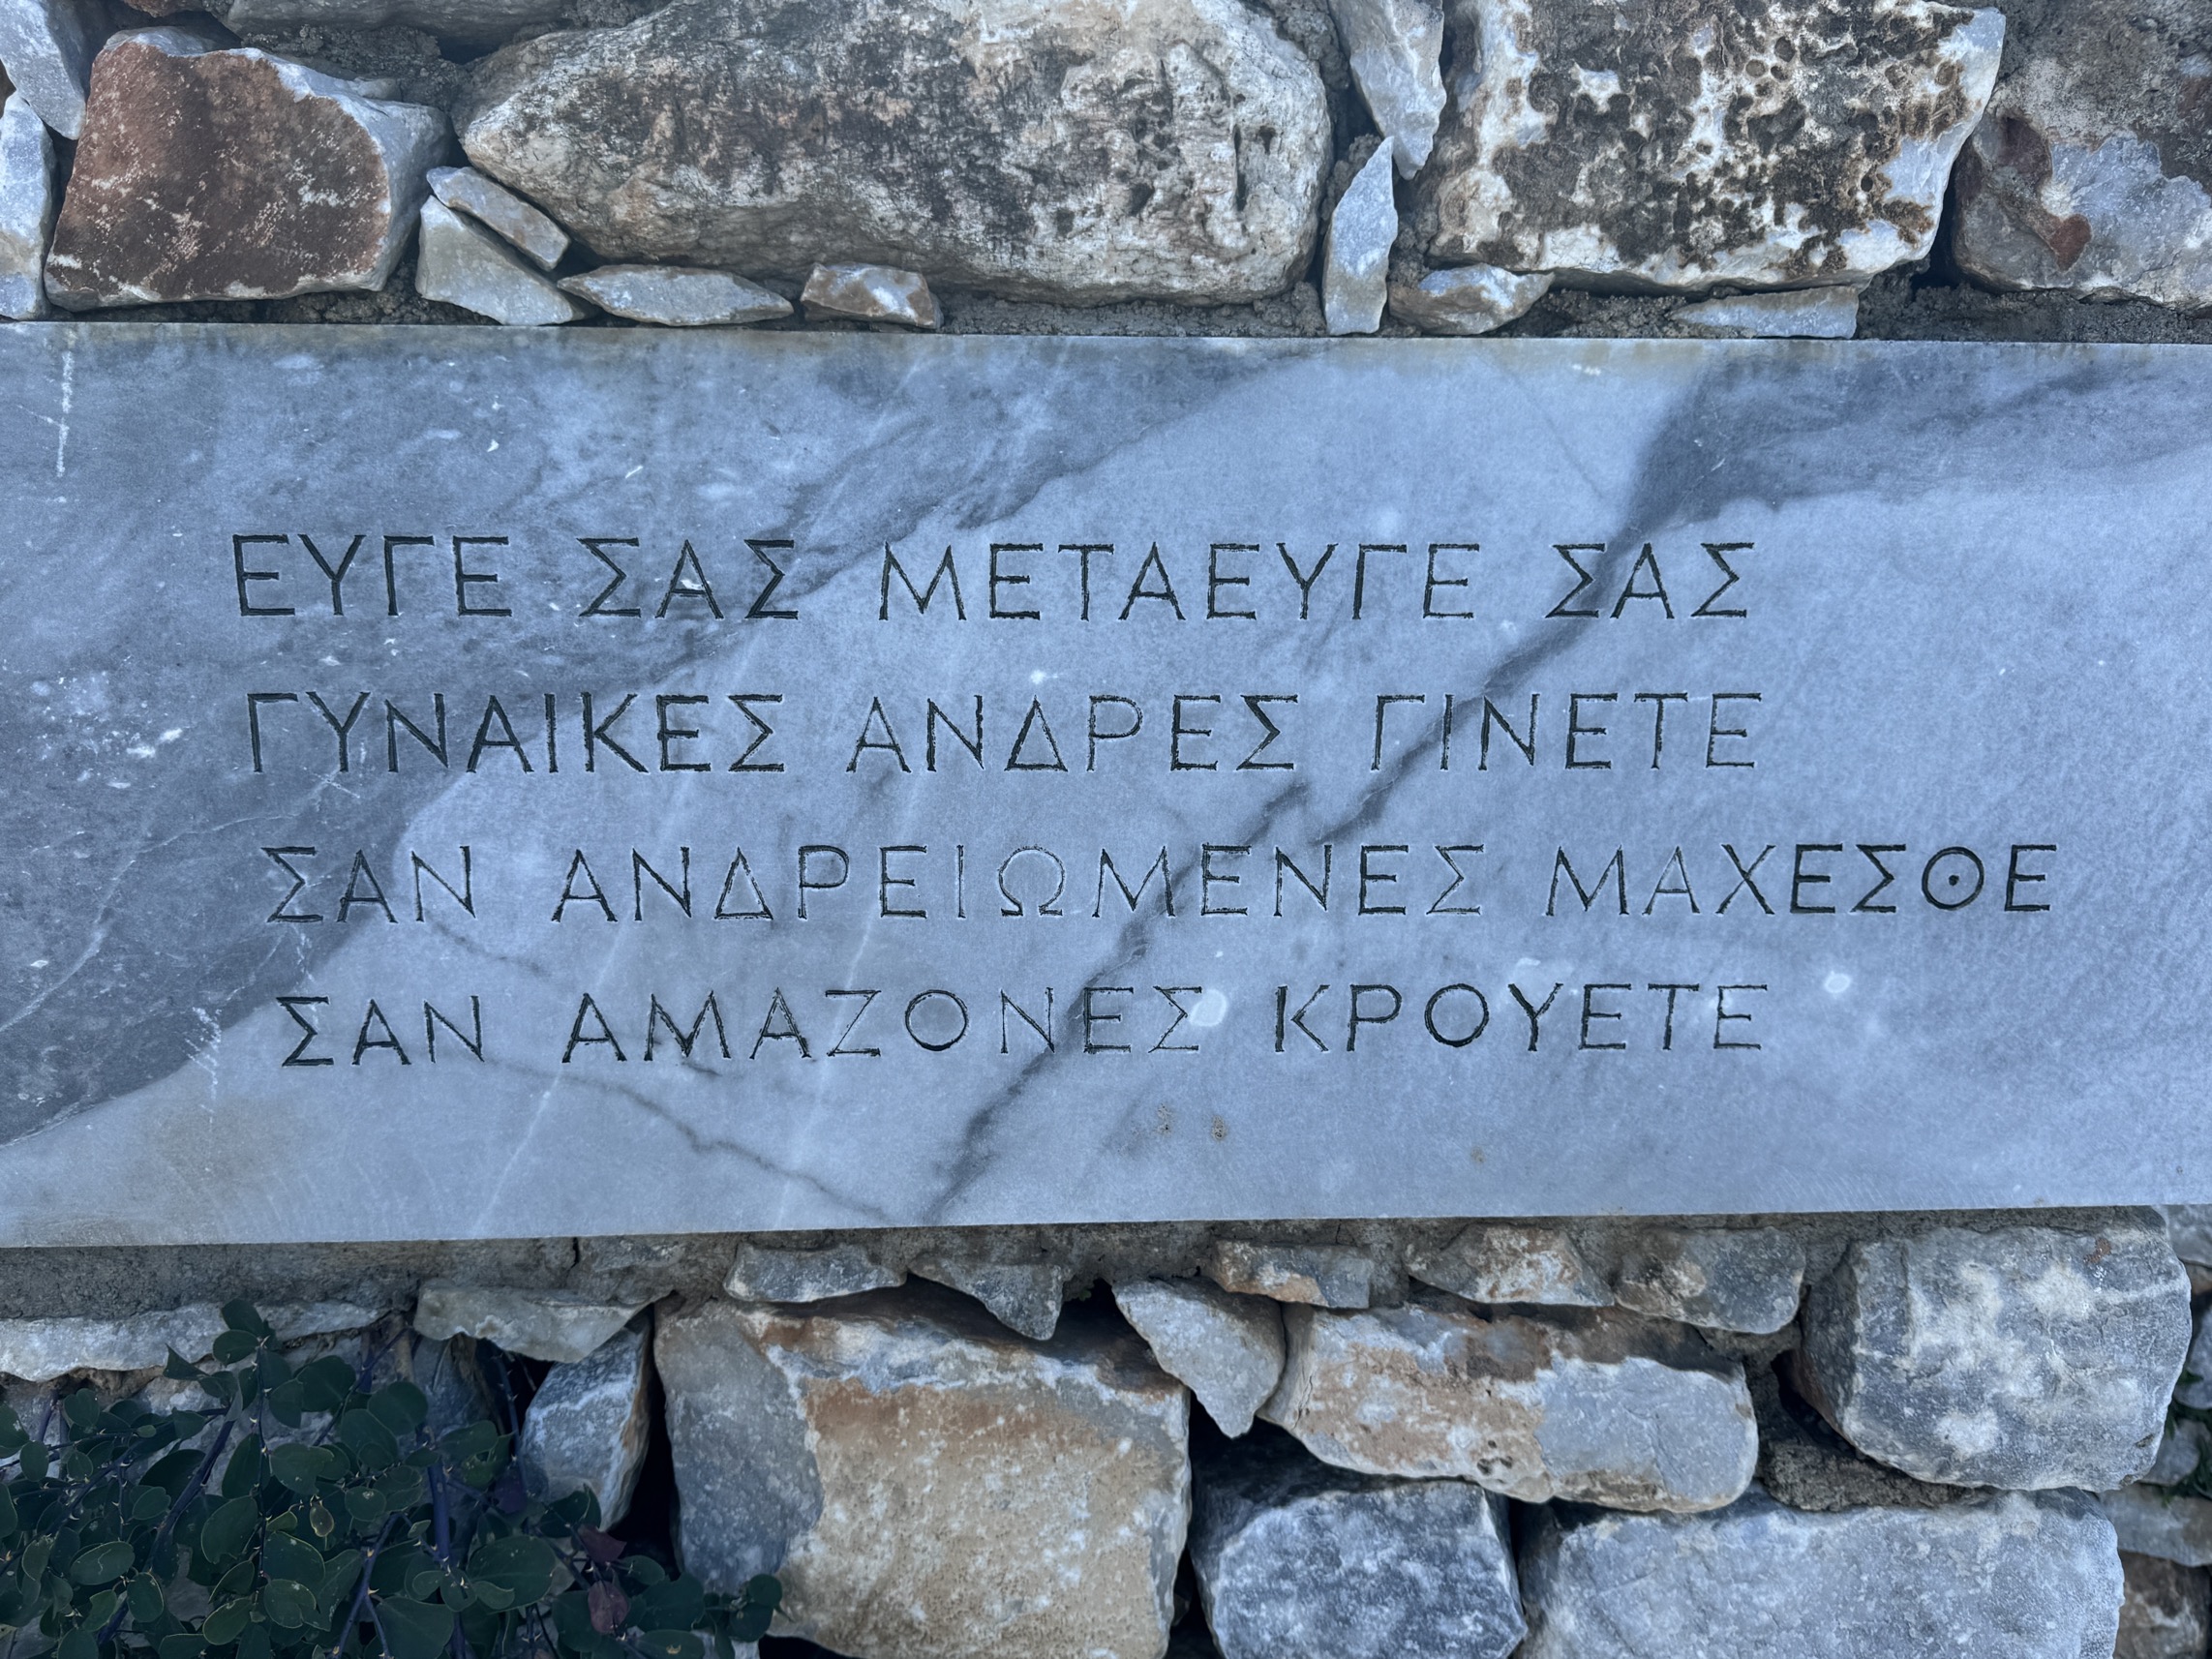 ΕΥΓΕ ΣΑΣ ΜΕΤΑΕΥΓΕ ΣΑΣ
ΓΥΝΑΙΚΕΣ ΑΝΔΡΕΣ ΓΙΝΕΤΕ
ΣΑΝ ΑΝΔΡΕΙΩΜΕΝΕΣ ΜΑΧΕΣΘΕ
ΣΑΝ ΑΜΑΖΟΝΕΣ ΚΡΟΥΕΤΕ